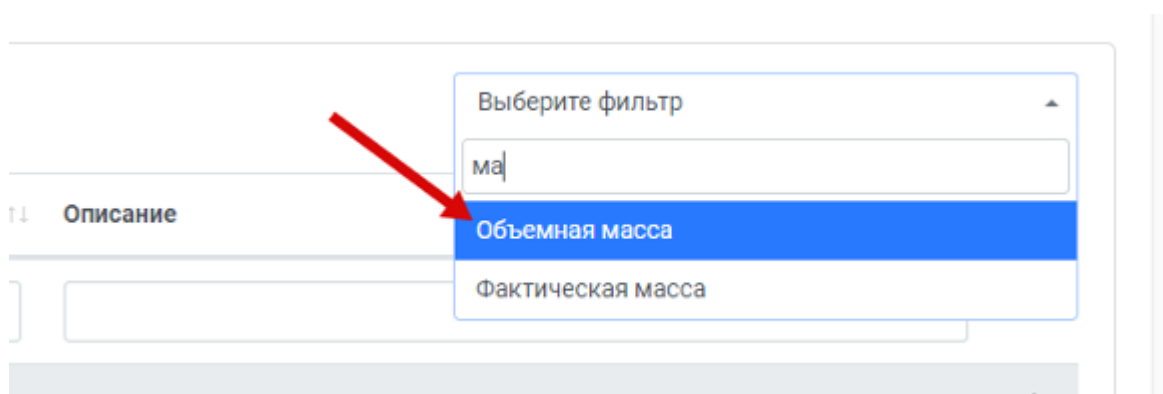 Выберите фильтр
ма
Описание
Объемная масса
Фактическая масса